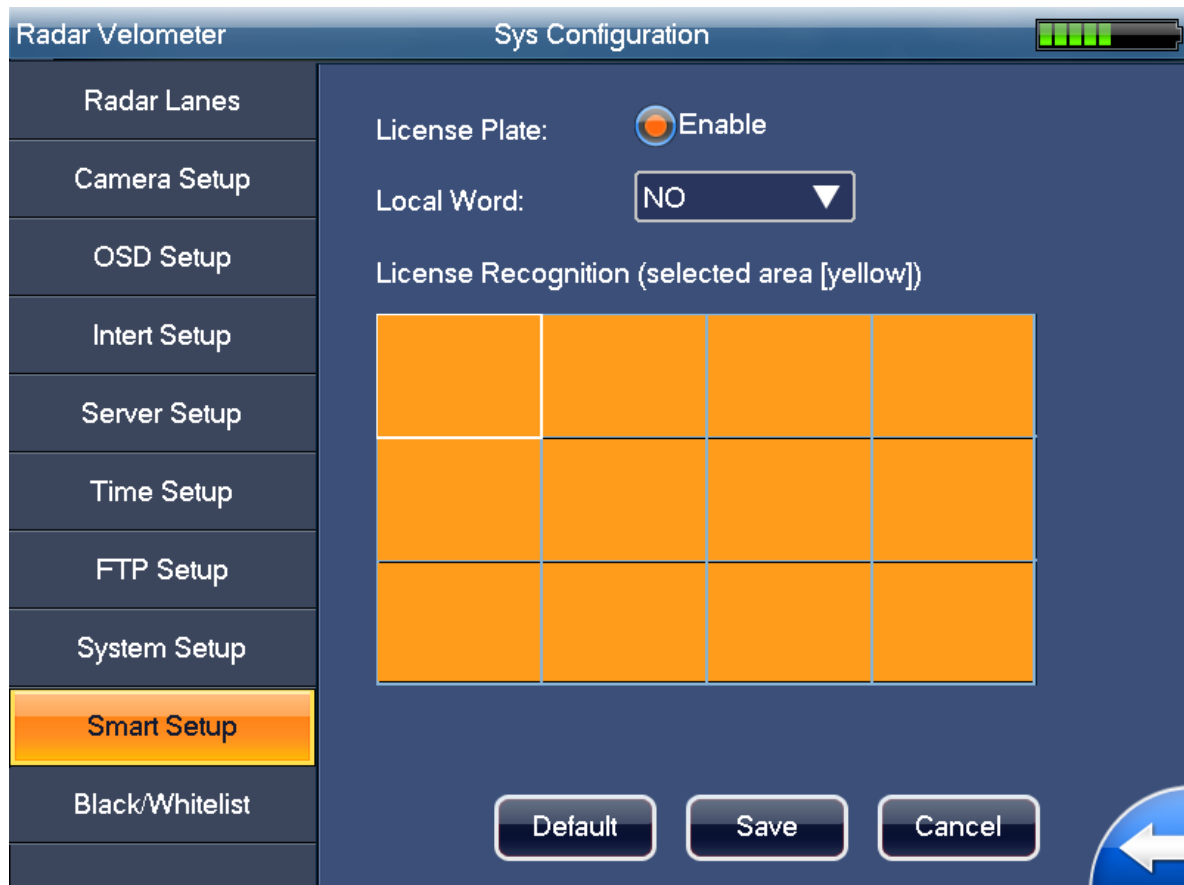 Radar Velometer
Sys Configuration
Radar Lanes
Camera Setup
OSD Setup
Intert Setup
Server Setup
Time Setup
FTP Setup
System Setup
Smart Setup
Black/Whitelist
License Plate:
Enable
Local Word:
NO
License Recognition (selected area [yellow])
Default
Save
Cancel